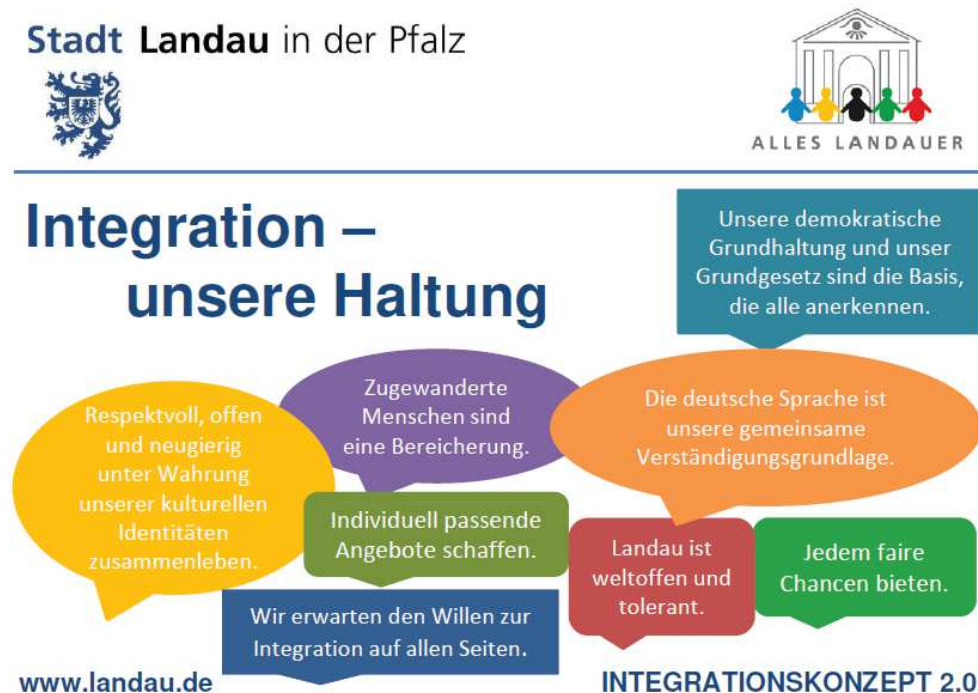 Stadt Landau in der Pfalz
ALLES LANDAUER
Integration –
unsere Haltung
Unsere demokratische
Grundhaltung und unser
Grundgesetz sind die Basis,
die alle anerkennen.
Zugewanderte
Menschen sind
eine Bereicherung.
Die deutsche Sprache ist
unsere gemeinsame
Verständigungsgrundlage.
Respektvoll, offen
und neugierig
unter Wahrung
unserer kulturellen
Identitäten
zusammenleben.
Individuell passende
Angebote schaffen.
Landau ist
weltoffen und
tolerant.
Jedem faire
Chancen bieten.
Wir erwarten den Willen zur
Integration auf allen Seiten.
www.landau.de
INTEGRATIONSKONZEPT 2.0